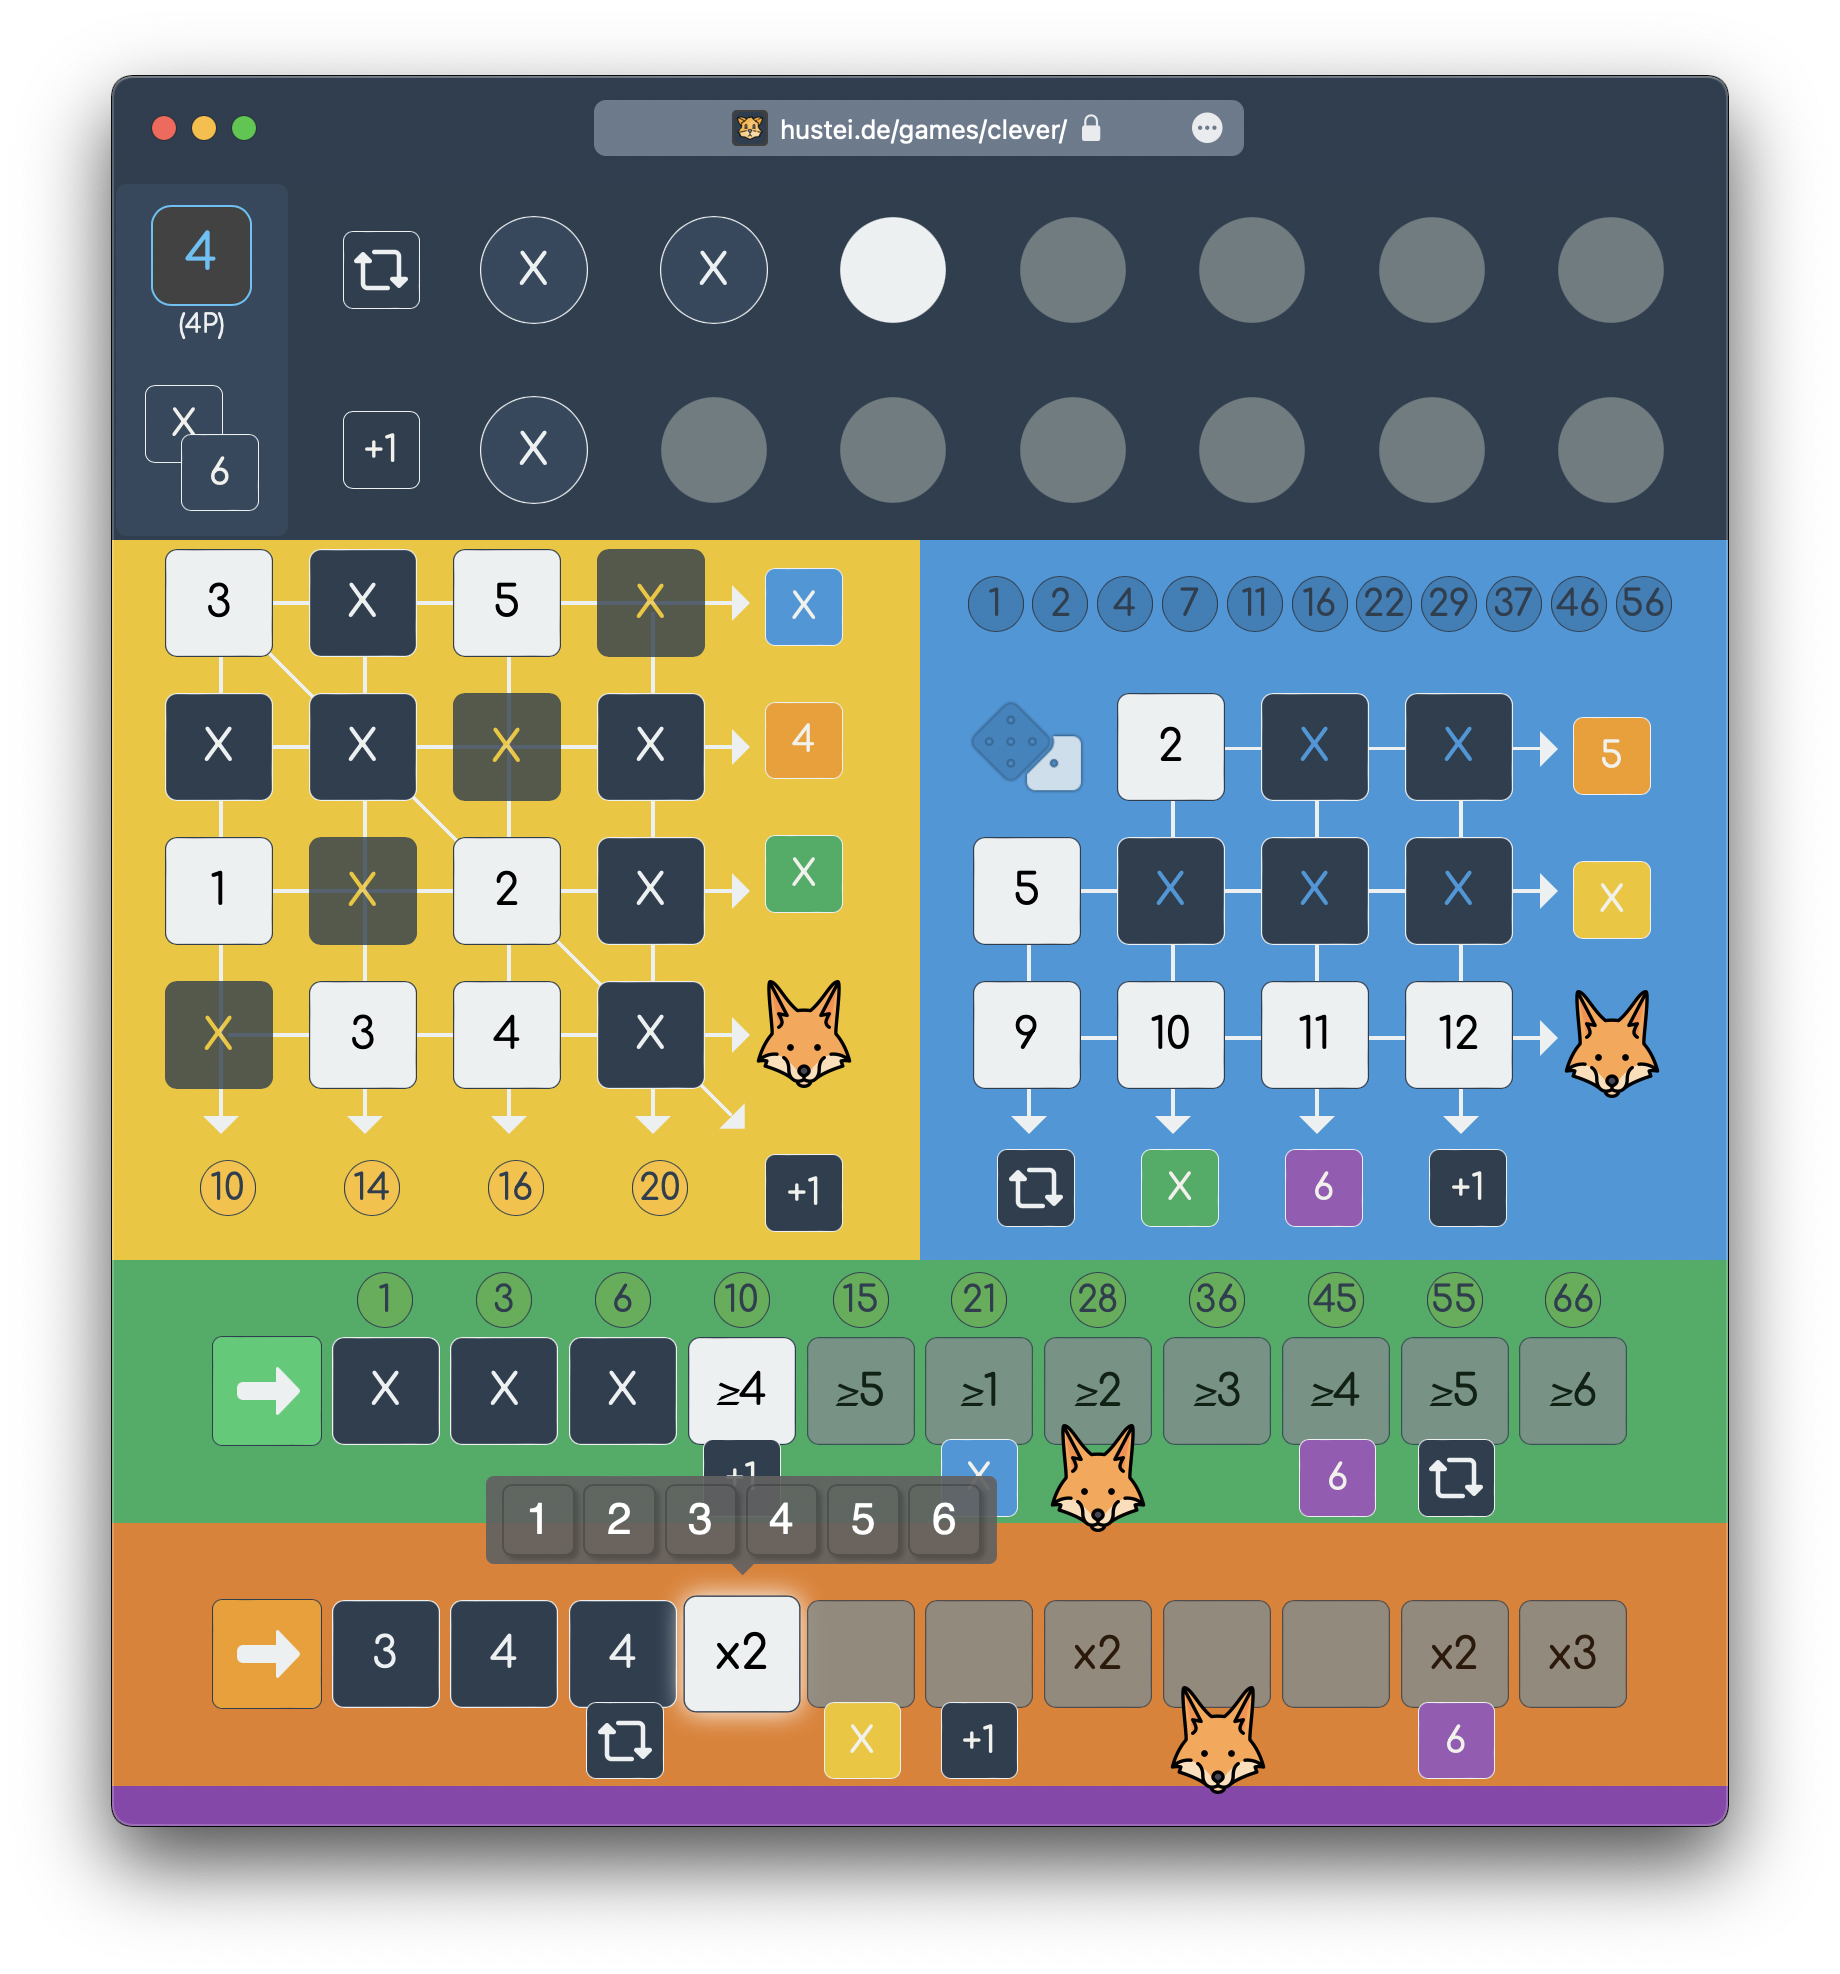 hustei.de/games/clever/
4
(4P)
X X
X
6
+1 X
3 X 5 X X
X X X X 4
1 X 2 X X
X 3 4 X
10 14 16 20 +1
1 2 4 7 11 16 22 29 37 46 56
2 X X 5
5 X X X X
9 10 11 12
X 6 +1
1 3 6 10 15 21 28 36 45 55 66
X X X ≥4 ≥5 ≥1 ≥2 ≥3 ≥4 ≥5 ≥6
+1 X 6
1 2 3 4 5 6
3 4 4 x2 x2 x2 x3
X +1 6